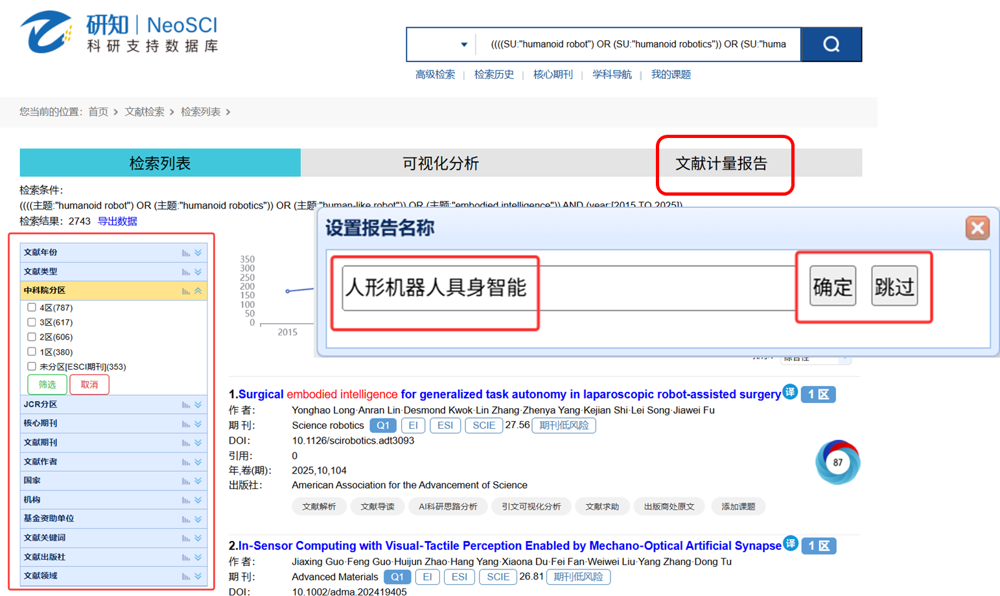 研知 | NeoSCI
科研支持数据库
((((SU:"humanoid robot") OR (SU:"humanoid robotics")) OR (SU:"huma
高级检索 | 检索历史 | 核心期刊 | 学科导航 | 我的课题
您当前的位置：首页 > 文献检索 > 检索列表 >
检索列表
可视化分析
文献计量报告
检索条件：
((((主题:"humanoid robot") OR (主题:"humanoid robotics")) OR (主题:"human-like robot")) OR (主题:"embodied intelligence")) AND (year:[2015 TO 2025])
检索结果：2743 导出数据
设置报告名称
人形机器人具身智能
确定
跳过
文献年份
文献类型
中科院分区
4区(787)
3区(617)
2区(606)
1区(380)
未分区[ESCI期刊](353)
筛选 取消
JCR分区
核心期刊
文献期刊
文献作者
国家
机构
基金资助单位
文献关键词
文献出版社
文献领域
350
300
250
200
150
100
50
0
2015
1.Surgical embodied intelligence for generalized task autonomy in laparoscopic robot-assisted surgery 译 1 区
作 者： Yonghao Long·Anran Lin·Desmond Kwok·Lin Zhang·Zhenya Yang·Kejian Shi·Lei Song·Jiawei Fu
期 刊： Science robotics Q1 EI ESI SCIE 27.56 期刊低风险
DOI： 10.1126/scirobotics.adt3093
引用： 0
年,卷(期)： 2025,10,104
出版社： American Association for the Advancement of Science
87
文献解析 文献导读 AI科研思路分析 引文可视化分析 文献求助 出版商处原文 添加课题
2.In-Sensor Computing with Visual-Tactile Perception Enabled by Mechano-Optical Artificial Synapse 译 1 区
作 者： Jiaxing Guo·Feng Guo·Huijun Zhao·Hang Yang·Xiaona Du·Fei Fan·Weiwei Liu·Yang Zhang·Dong Tu
期 刊： Advanced Materials Q1 EI ESI SCIE 26.81 期刊低风险
DOI： 10.1002/adma.202419405